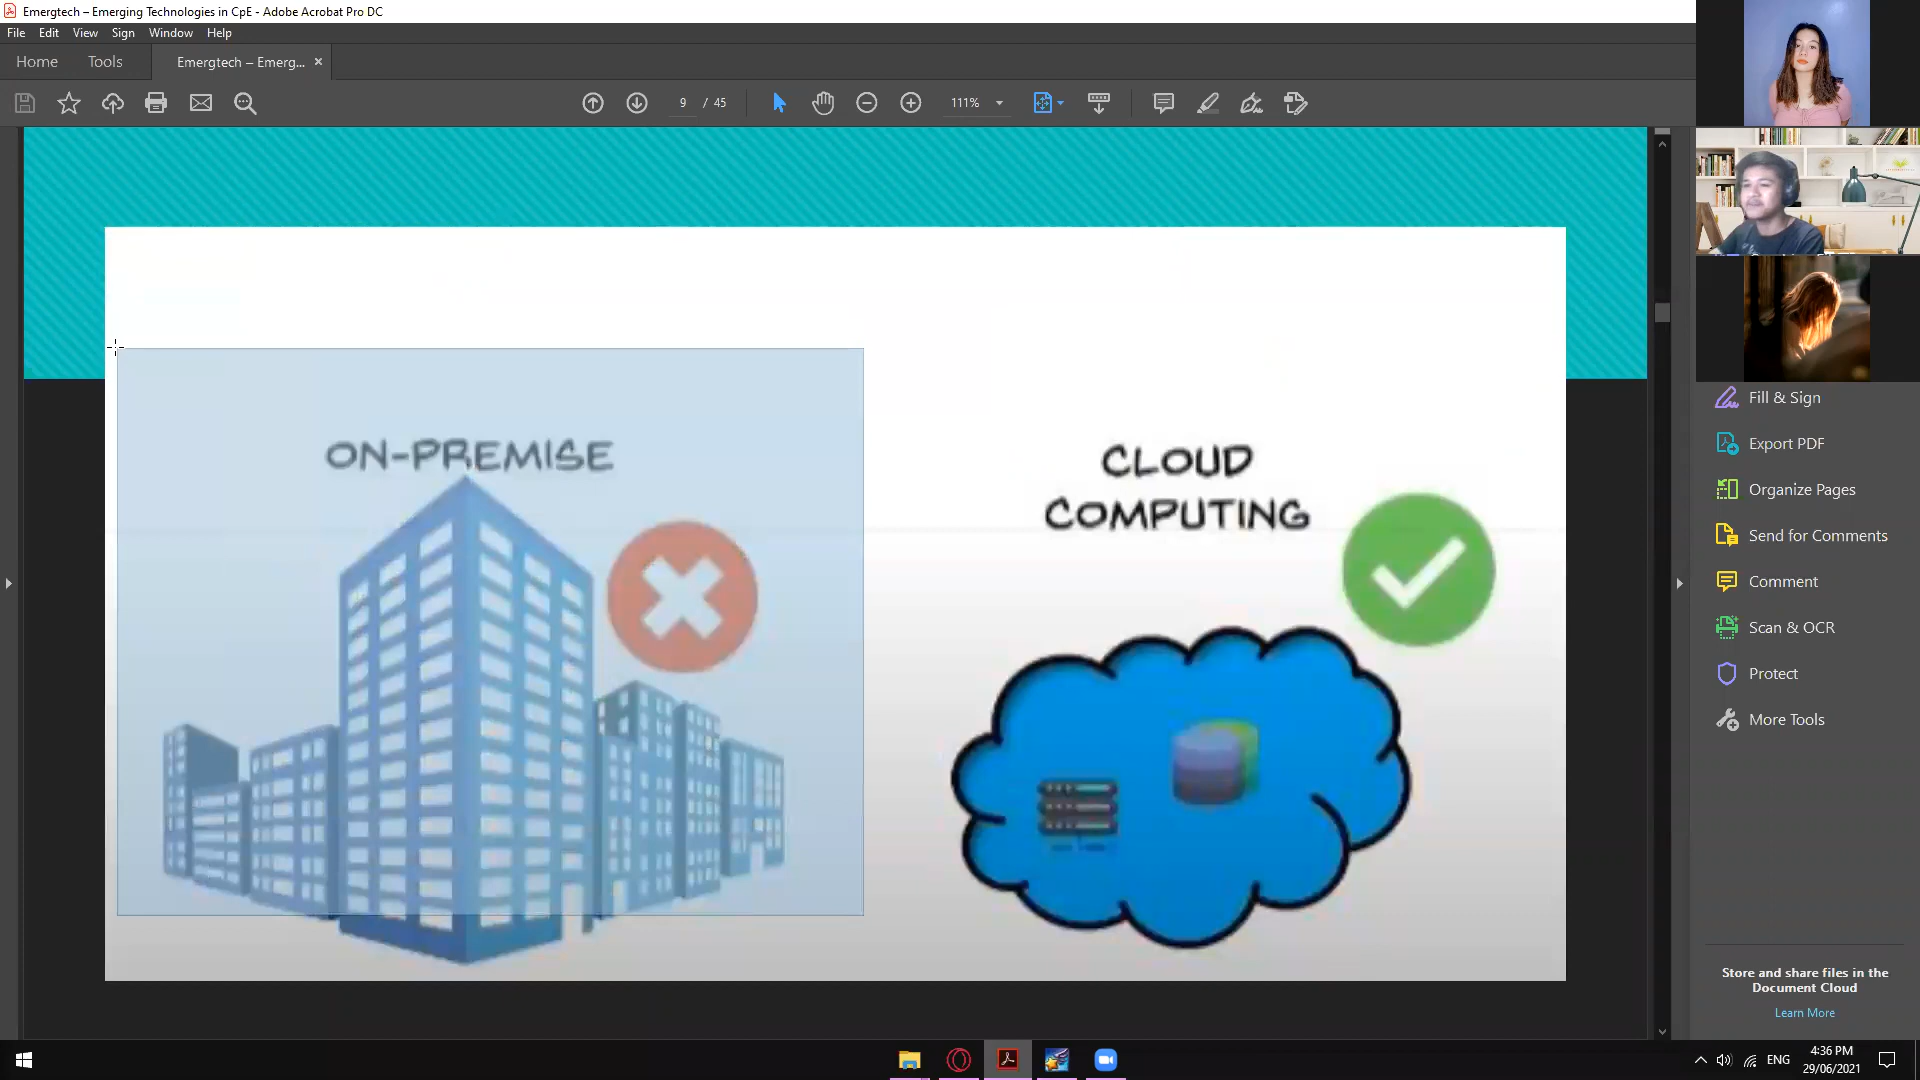 Emergtech – Emerging Technologies in CpE - Adobe Acrobat Pro DC
File Edit View Sign Window Help
Home Tools Emergtech – Emerg... ×
9 / 45 111%
ON-PREMISE
CLOUD
COMPUTING
Fill & Sign
Export PDF
Organize Pages
Send for Comments
Comment
Scan & OCR
Protect
More Tools
Store and share files in the
Document Cloud
Learn More
ENG
4:36 PM
29/06/2021